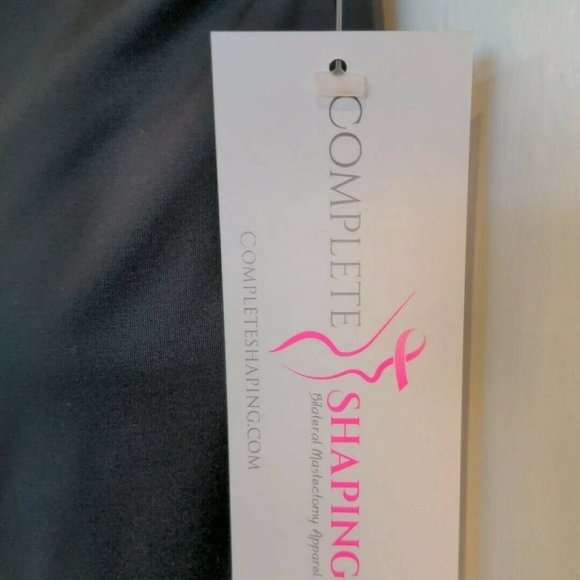 COMPLETE
SHAPING
Bilateral Mastectomy Apparel
COMPLETESHAPING.COM